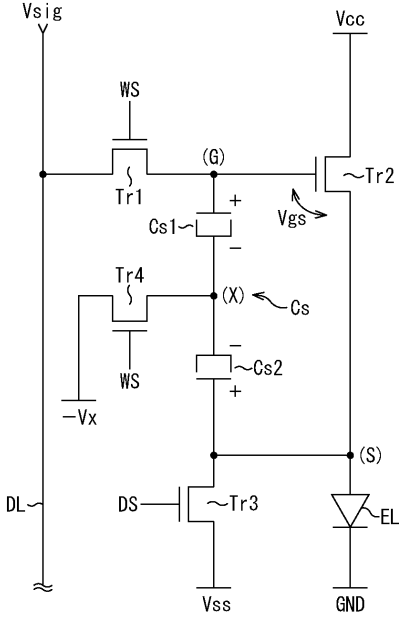 Vsig
Vcc
WS
(G)
Tr1
Tr2
+
Vgs
Cs1
−
Tr4
(X)
Cs
WS
−
Cs2
+
−Vx
(S)
DL
DS
Tr3
EL
Vss
GND